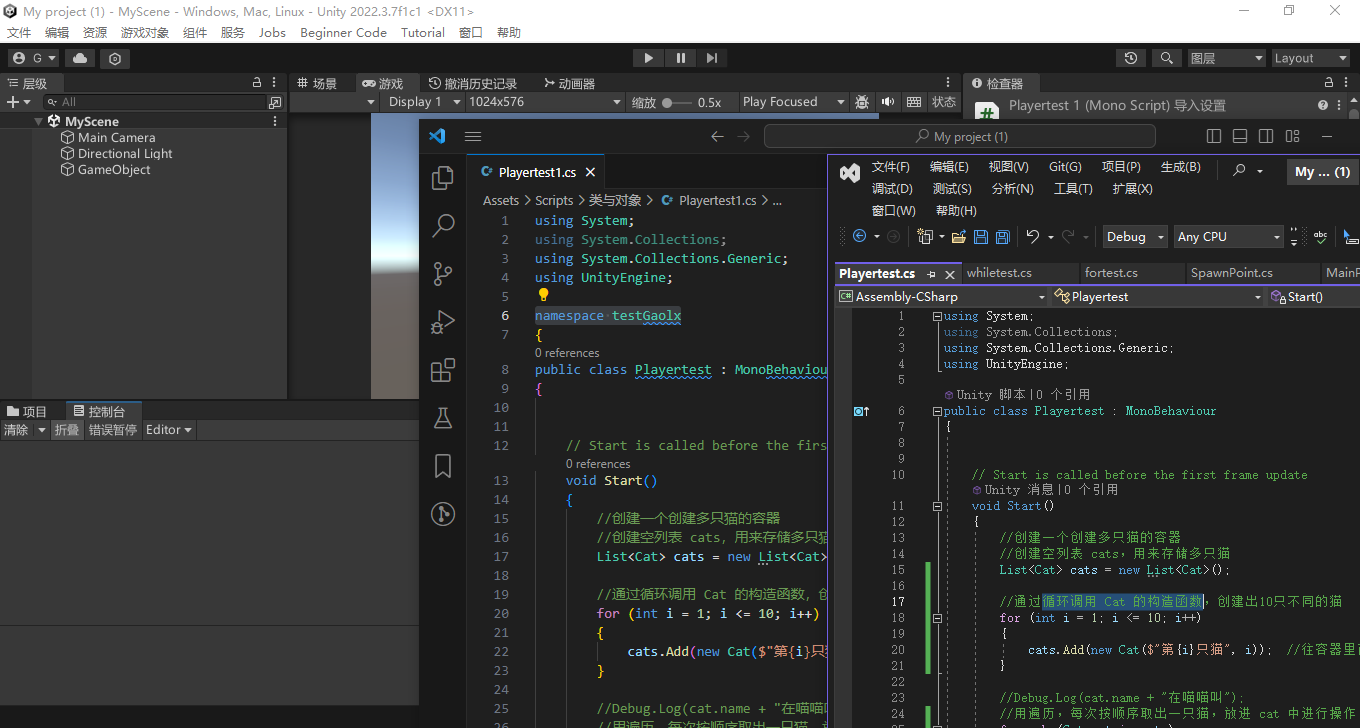 My project (1) - MyScene - Windows, Mac, Linux - Unity 2022.3.7f1c1 <DX11>
文件 编辑 资源 游戏对象 组件 服务 Jobs Beginner Code Tutorial 窗口 帮助
G 图层 Layout
层级
All
MyScene
Main Camera
Directional Light
GameObject
场景 游戏 撤消历史记录 动画器
Display 1 1024x576 缩放 0.5x Play Focused 状态
检查器
Playertest 1 (Mono Script) 导入设置
项目 控制台
清除 折叠 错误暂停 Editor
My project (1)
Playertest1.cs
Assets > Scripts > 类与对象 > Playertest1.cs > ...
1 using System;
2 using System.Collections;
3 using System.Collections.Generic;
4 using UnityEngine;
5
6 namespace testGaolx
7 {
0 references
8 public class Playertest : MonoBehaviou
9 {
10
11
12 // Start is called before the firs
0 references
13 void Start()
14 {
15 //创建一个创建多只猫的容器
16 //创建空列表 cats，用来存储多只猫
17 List<Cat> cats = new List<Cat>
18
19 //通过循环调用 Cat 的构造函数，创
20 for (int i = 1; i <= 10; i++)
21 {
22 cats.Add(new Cat($"第{i}只猫
23 }
24
25 //Debug.Log(cat.name + "在喵喵叫
26 //用遍历，每次按顺序取出一只猫，
文件(F) 编辑(E) 视图(V) Git(G) 项目(P) 生成(B)
My ... (1)
调试(D) 测试(S) 分析(N) 工具(T) 扩展(X)
窗口(W) 帮助(H)
Debug Any CPU
abc
Playertest.cs whiletest.cs fortest.cs SpawnPoint.cs MainP
Assembly-CSharp Playertest Start()
1 using System;
2 using System.Collections;
3 using System.Collections.Generic;
4 using UnityEngine;
5
Unity 脚本|0 个引用
6 public class Playertest : MonoBehaviour
7 {
8
9
10 // Start is called before the first frame update
Unity 消息|0 个引用
11 void Start()
12 {
13 //创建一个创建多只猫的容器
14 //创建空列表 cats，用来存储多只猫
15 List<Cat> cats = new List<Cat>();
16
17 //通过循环调用 Cat 的构造函数，创建出10只不同的猫
18 for (int i = 1; i <= 10; i++)
19 {
20 cats.Add(new Cat($"第{i}只猫", i)); //往容器里
21 }
22
23 //Debug.Log(cat.name + "在喵喵叫");
24 //用遍历，每次按顺序取出一只猫，放进 cat 中进行操作